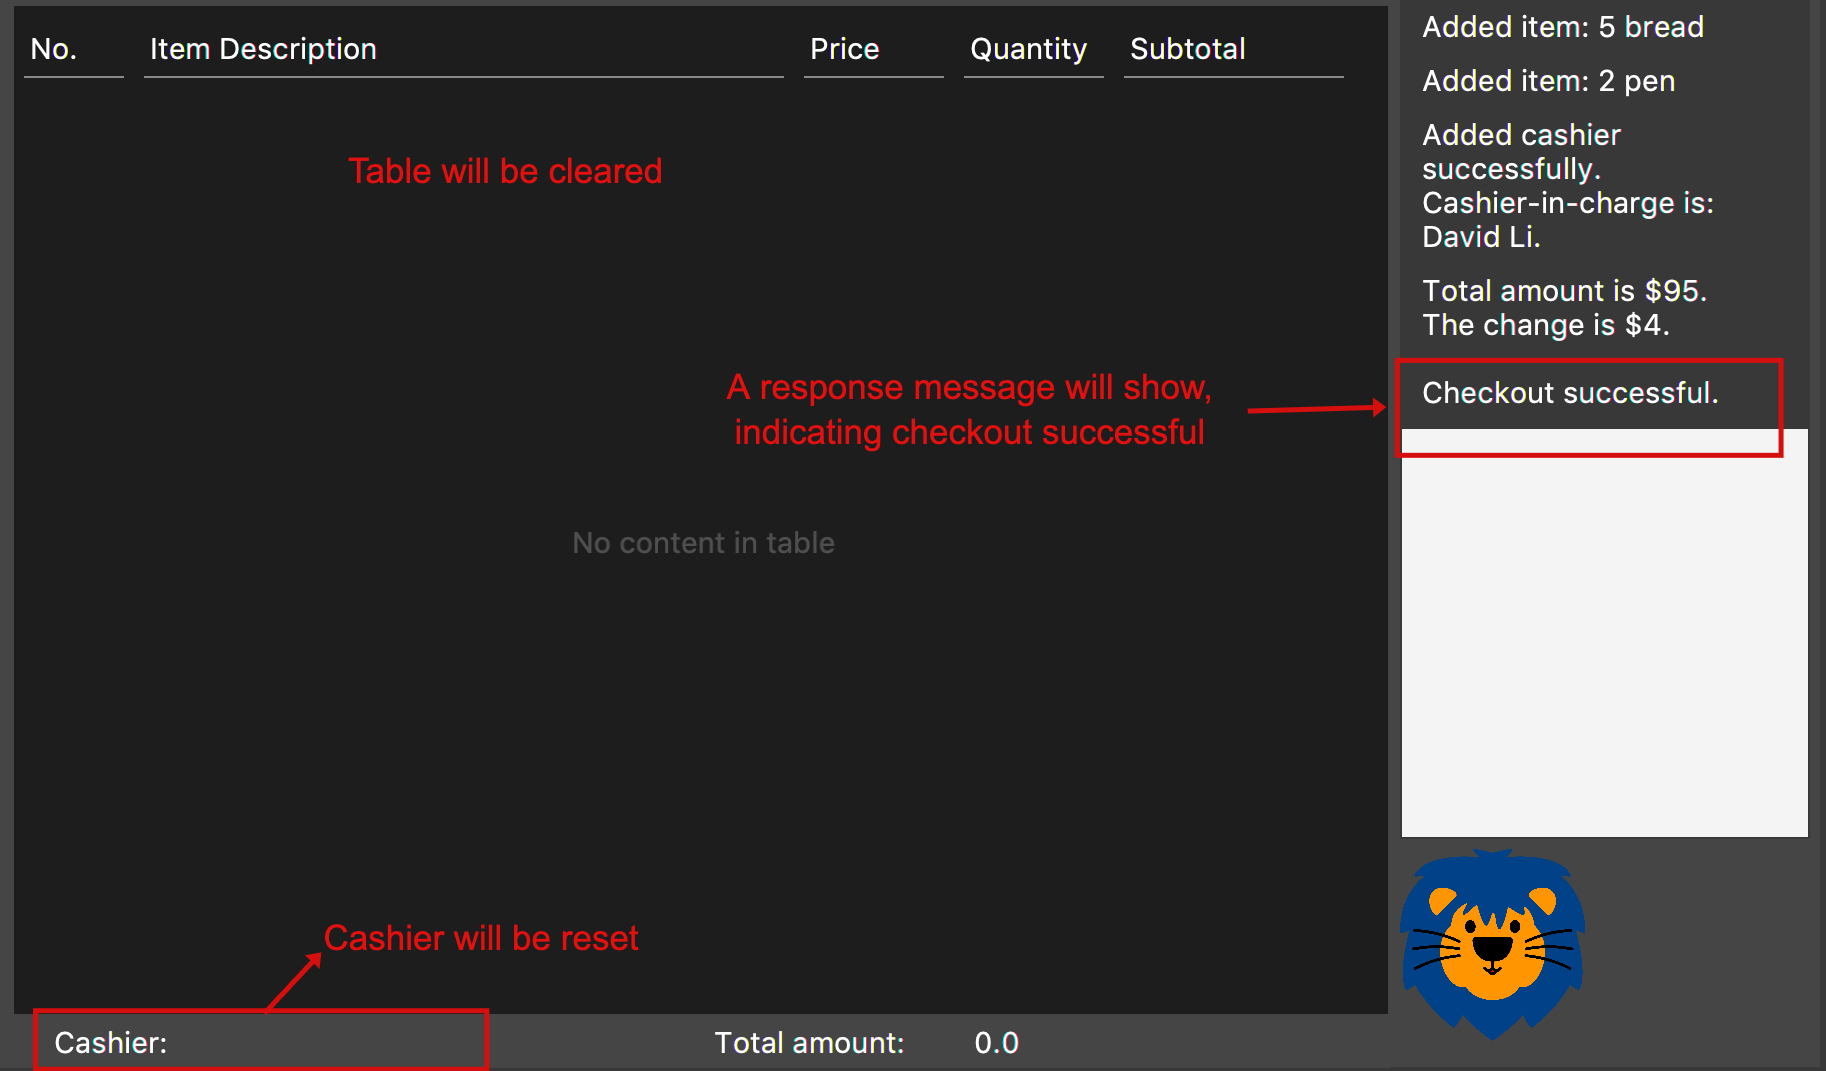 No. Item Description Price Quantity Subtotal
Table will be cleared
A response message will show,
indicating checkout successful
No content in table
Cashier will be reset
Cashier: Total amount: 0.0
Added item: 5 bread
Added item: 2 pen
Added cashier
successfully.
Cashier-in-charge is:
David Li.
Total amount is $95.
The change is $4.
Checkout successful.